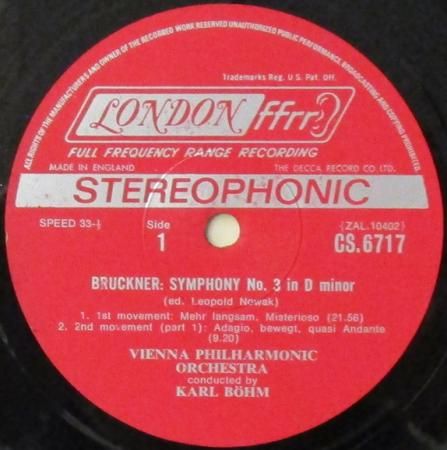 ALL RIGHTS OF THE MANUFACTURERS AND OWNER OF THE RECORDED WORK RESERVED UNAUTHORIZED PUBLIC PERFORMANCE, BROADCASTING AND COPYING PROHIBITED.
Trademarks Reg. U.S. Pat. Off.
LONDON ffrr
FULL FREQUENCY RANGE RECORDING
MADE IN ENGLAND THE DECCA RECORD CO LTD.
STEREOPHONIC
SPEED 33-⅓ Side (ZAL.10402)
1 CS.6717
BRUCKNER: SYMPHONY No. 3 in D minor
(ed. Leopold Nowak)
1. 1st movement: Mehr langsam, Misterioso (21.56)
2. 2nd movement (part 1): Adagio, bewegt, quasi Andante
(9.20)
VIENNA PHILHARMONIC
ORCHESTRA
conducted by
KARL BÖHM